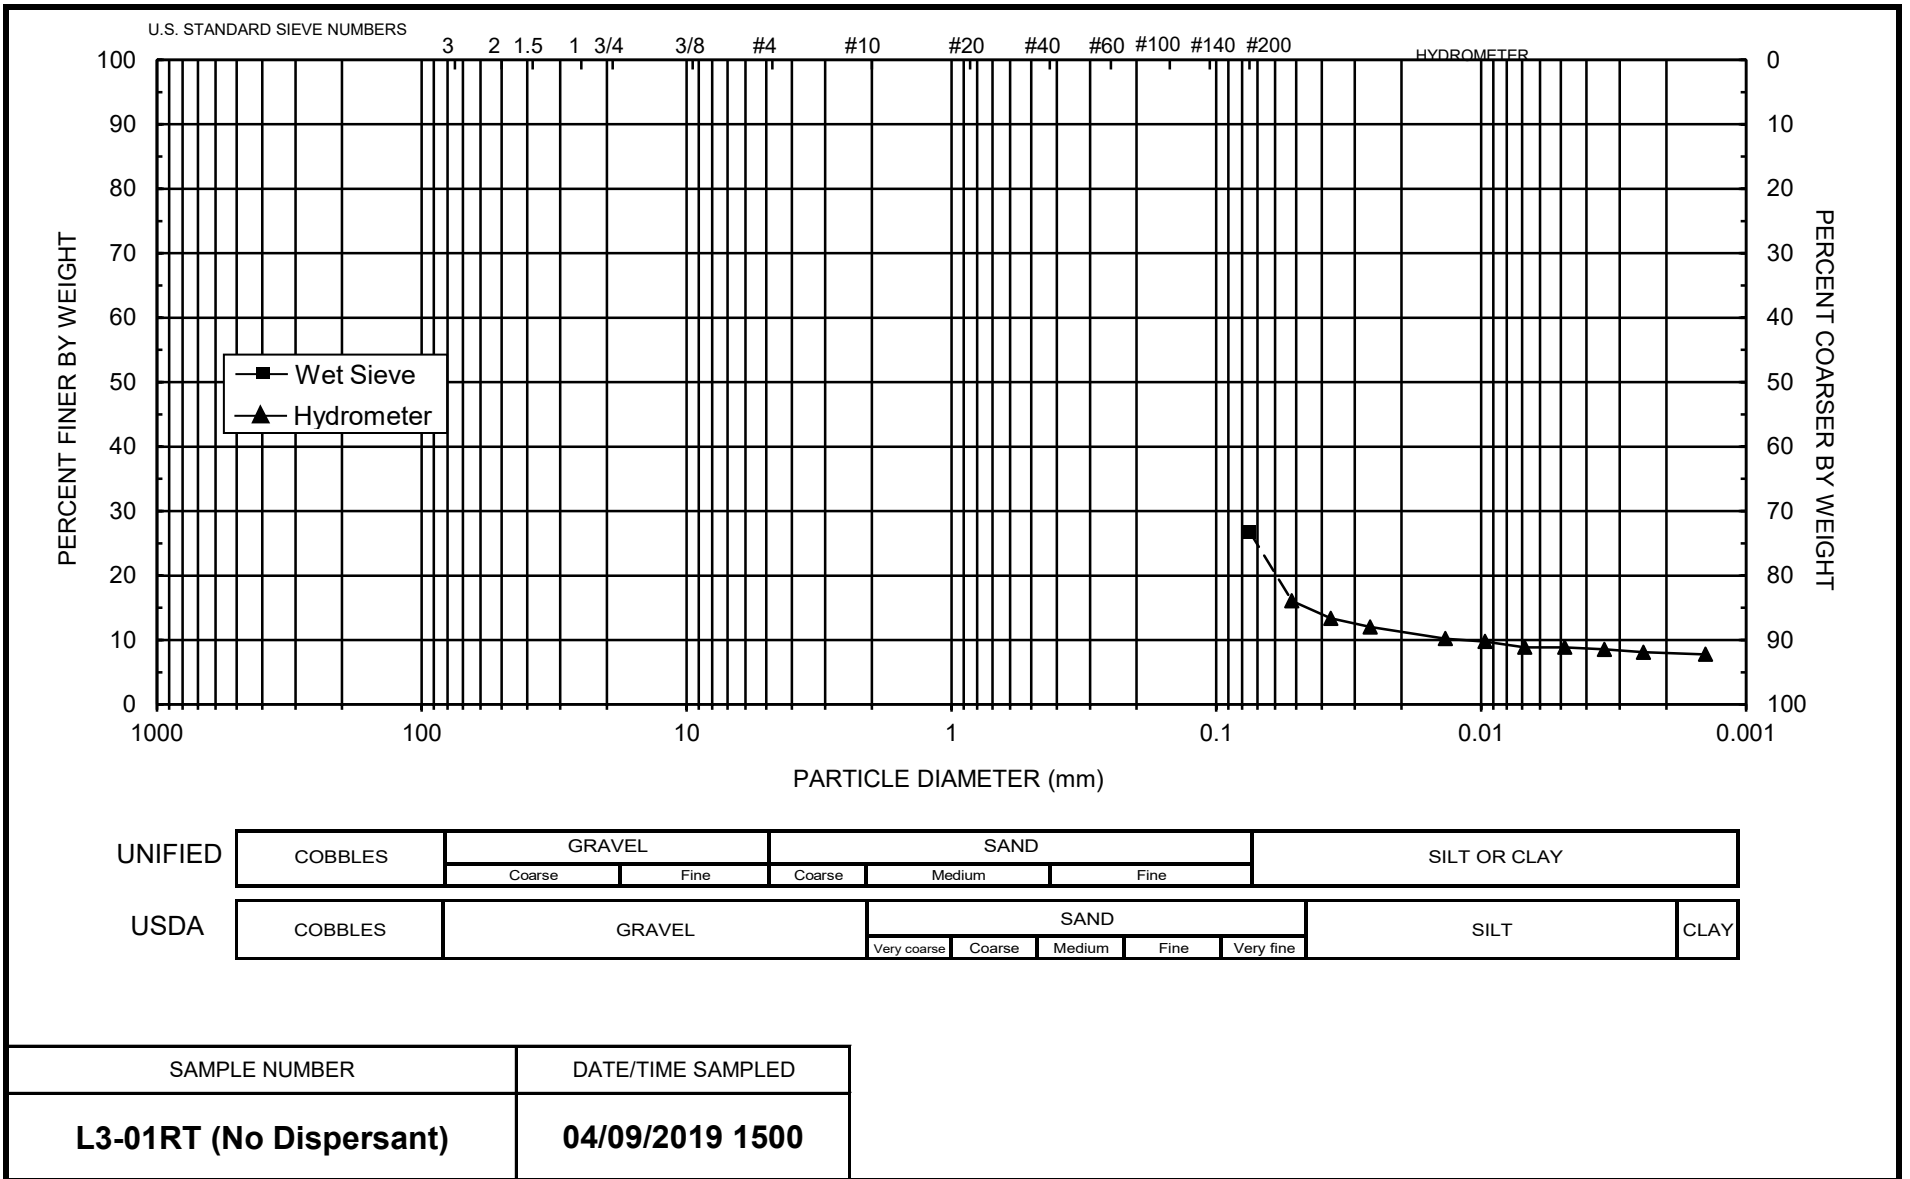 U.S. STANDARD SIEVE NUMBERS
3 2 1.5 1 3/4 3/8 #4 #10 #20 #40 #60 #100 #140 #200
HYDROMETER
100 0
90 10
80 20
70 30
60 40
50 50
40 60
30 70
20 80
10 90
0 100
PERCENT FINER BY WEIGHT
PERCENT COARSER BY WEIGHT
Wet Sieve
Hydrometer
1000 100 10 1 0.1 0.01 0.001
PARTICLE DIAMETER (mm)
UNIFIED
COBBLES
GRAVEL
SAND
SILT OR CLAY
Coarse Fine Coarse Medium Fine
USDA
COBBLES
GRAVEL
SAND
SILT
CLAY
Very coarse Coarse Medium Fine Very fine
SAMPLE NUMBER
DATE/TIME SAMPLED
L3-01RT (No Dispersant)
04/09/2019 1500